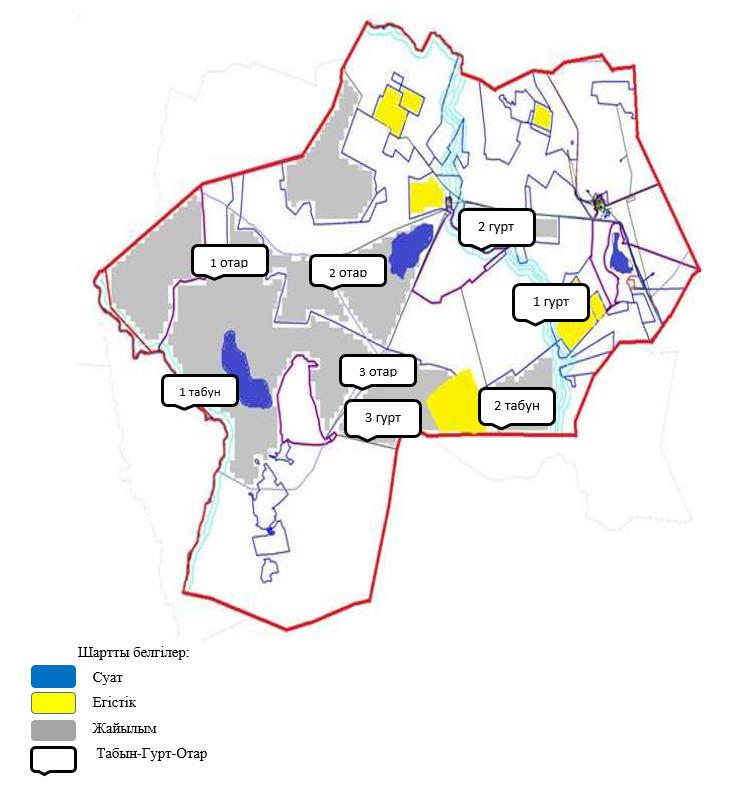 2 гурт
1 отар
2 отар
1 гурт
3 отар
1 табун
2 табун
3 гурт
Шартты белгілер:
Суат
Егістік
Жайылым
Табын-Гурт-Отар